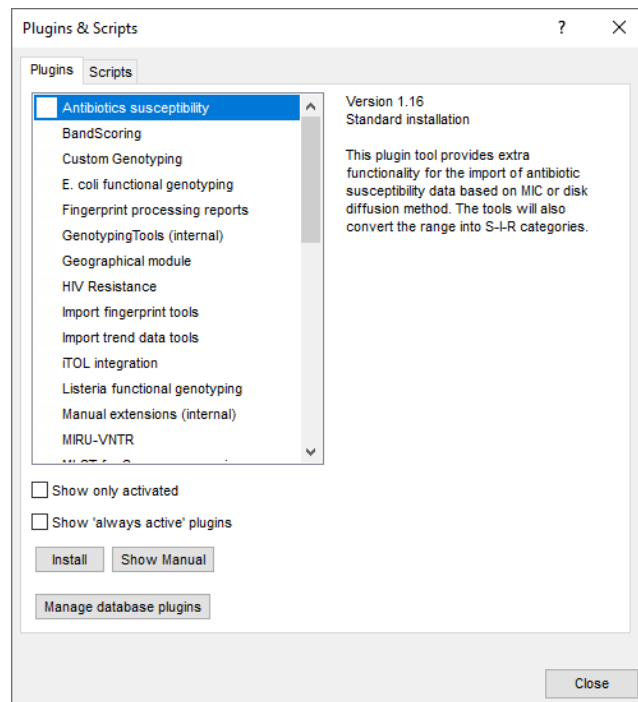 Plugins & Scripts
?
Plugins
Scripts
Antibiotics susceptibility
BandScoring
Custom Genotyping
E. coli functional genotyping
Fingerprint processing reports
GenotypingTools (internal)
Geographical module
HIV Resistance
Import fingerprint tools
Import trend data tools
iTOL integration
Listeria functional genotyping
Manual extensions (internal)
MIRU-VNTR
Version 1.16
Standard installation
This plugin tool provides extra
functionality for the import of antibiotic
susceptibility data based on MIC or disk
diffusion method. The tools will also
convert the range into S-I-R categories.
Show only activated
Show 'always active' plugins
Install
Show Manual
Manage database plugins
Close